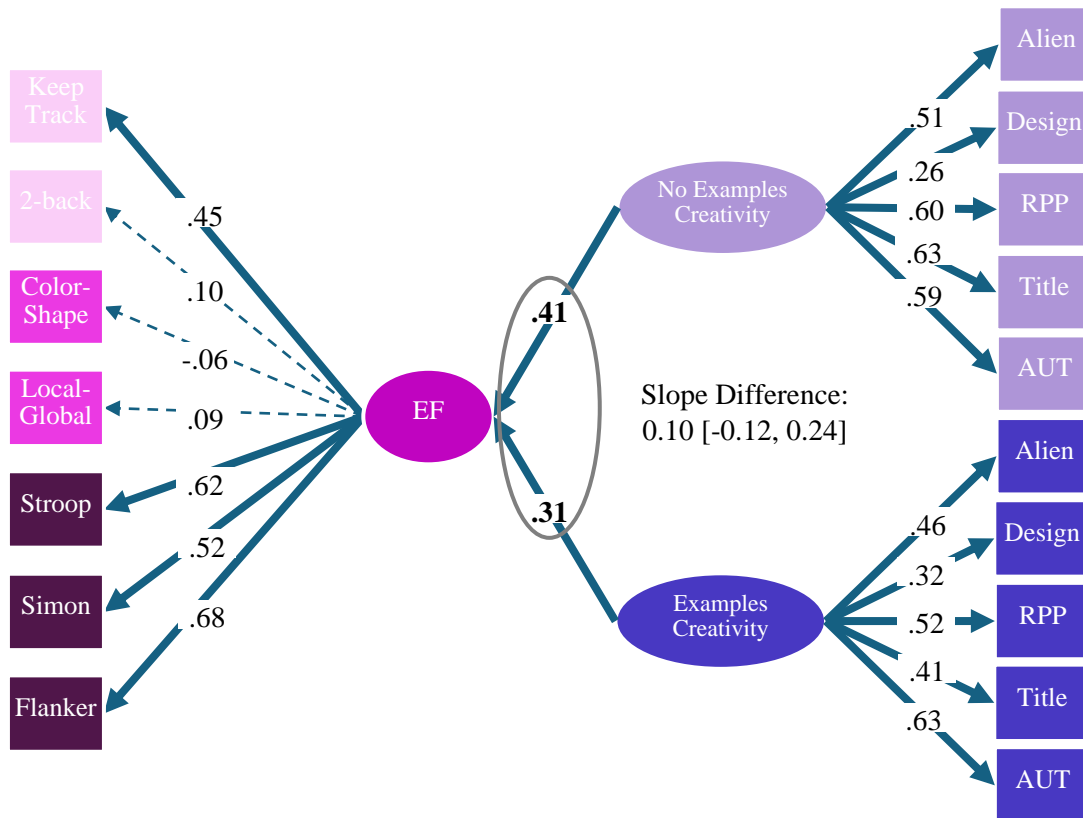 Keep
Track
2-back
Color-
Shape
Local-
Global
Stroop
Simon
Flanker
.45
.10
-.06
.09
.62
.52
.68
EF
.41
.31
No Examples
Creativity
Slope Difference:
0.10 [-0.12, 0.24]
Examples
Creativity
.51
.26
.60
.63
.59
Alien
Design
RPP
Title
AUT
.46
.32
.52
.41
.63
Alien
Design
RPP
Title
AUT